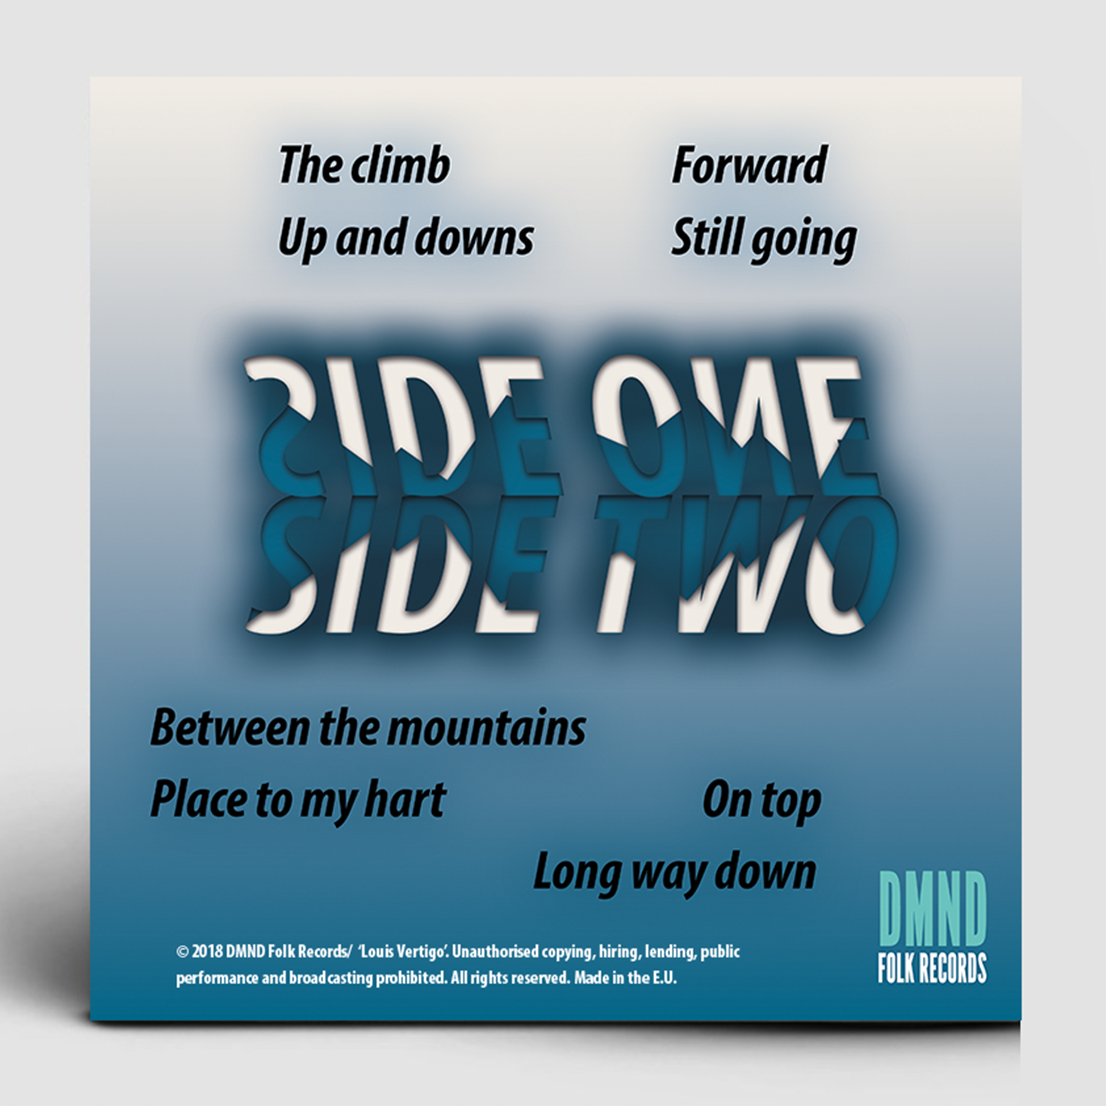 The climb
Up and downs
Forward
Still going
SIDE ONE
SIDE TWO
Between the mountains
Place to my hart
On top
Long way down
© 2018 DMND Folk Records/ ‘Louis Vertigo’. Unauthorised copying, hiring, lending, public
performance and broadcasting prohibited. All rights reserved. Made in the E.U.
DMND
FOLK RECORDS